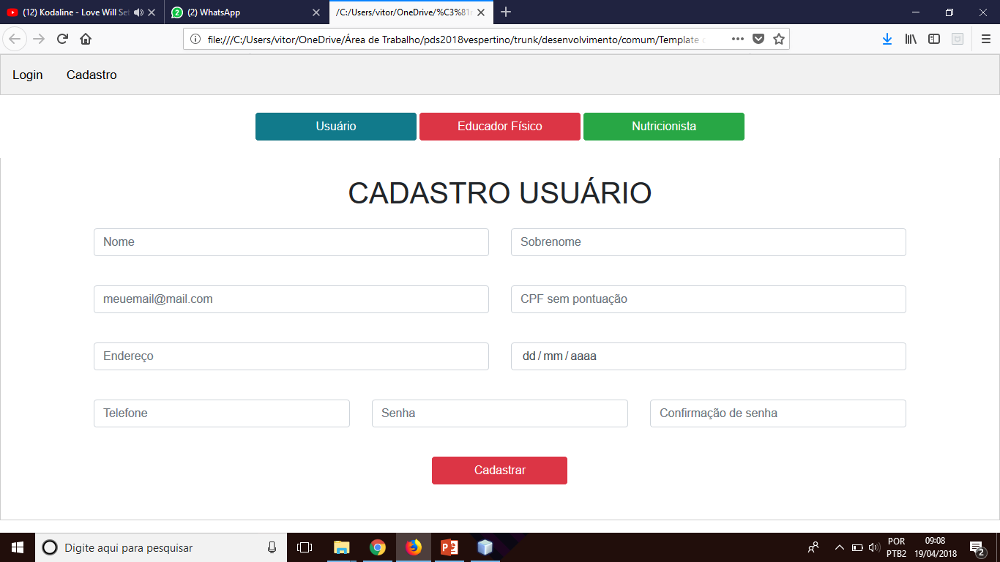 (12) Kodaline - Love Will Set
(2) WhatsApp
/C:/Users/vitor/OneDrive/%C3%81r
file:///C:/Users/vitor/OneDrive/Área de Trabalho/pds2018vespertino/trunk/desenvolvimento/comum/Template
Login Cadastro
Usuário Educador Físico Nutricionista
CADASTRO USUÁRIO
Nome Sobrenome
meuemail@mail.com CPF sem pontuação
Endereço dd / mm / aaaa
Telefone Senha Confirmação de senha
Cadastrar
Digite aqui para pesquisar
POR 09:08
PTB2 19/04/2018
2